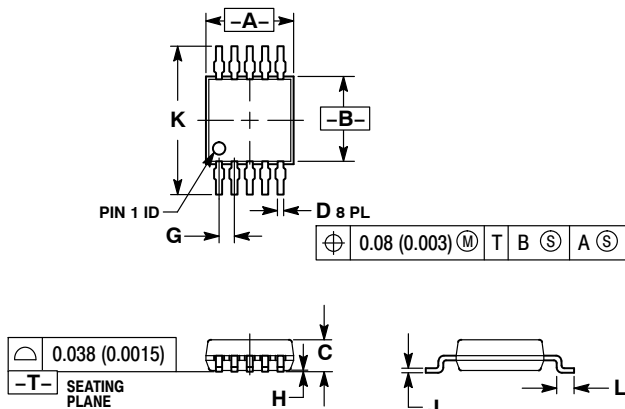 –A–
K
–B–
PIN 1 ID
G
D 8 PL
⌖ 0.08 (0.003) Ⓜ T B Ⓢ A Ⓢ
⌓ 0.038 (0.0015)
–T– SEATING
PLANE
C
H
J
L